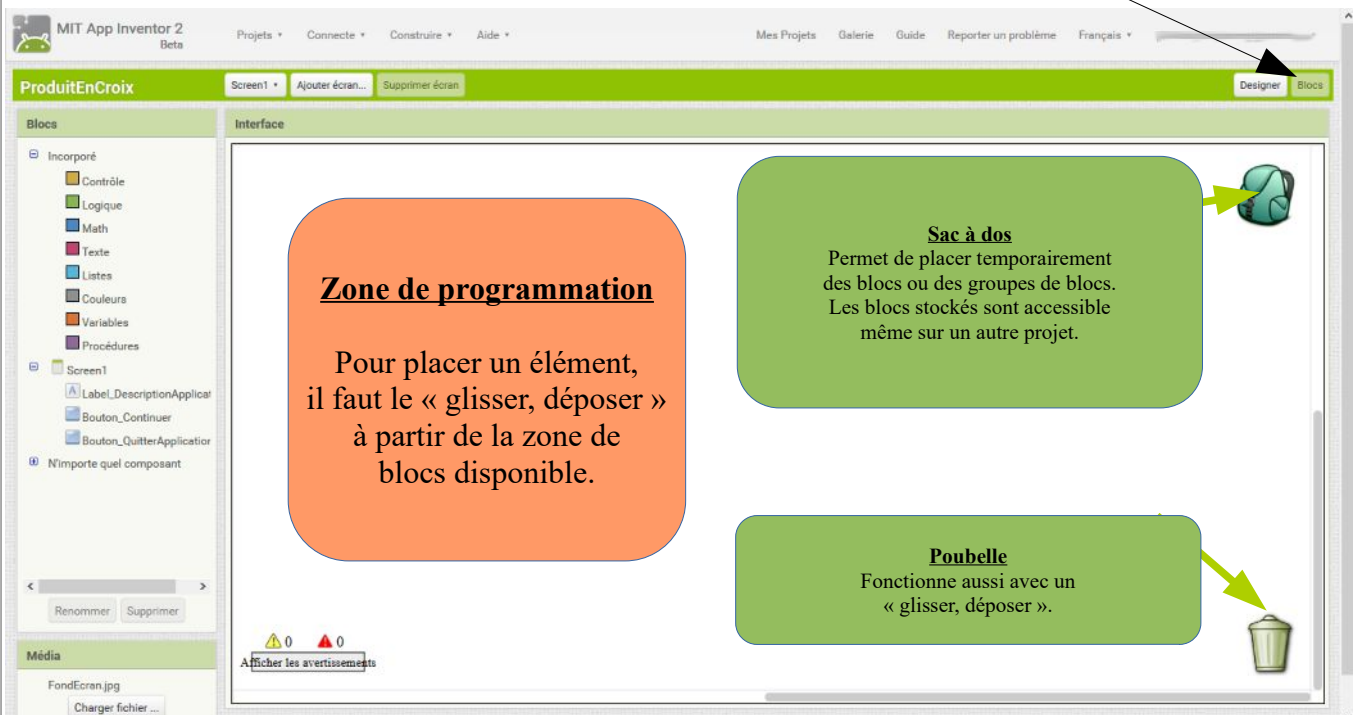 MIT App Inventor 2
Beta
Projets Connecte Construire Aide
Mes Projets Galerie Guide Reporter un problème Français
ProduitEnCroix
Screen1 Ajouter écran... Supprimer écran
Designer Blocs
Blocs
Interface
Incorporé
Contrôle
Logique
Math
Texte
Listes
Couleurs
Variables
Procédures
Screen1
Label_DescriptionApplicat
Bouton_Continuer
Bouton_QuitterApplication
N'importe quel composant
Renommer Supprimer
Média
FondEcran.jpg
Charger fichier ...
Zone de programmation
Pour placer un élément,
il faut le « glisser, déposer »
à partir de la zone de
blocs disponible.
Sac à dos
Permet de placer temporairement
des blocs ou des groupes de blocs.
Les blocs stockés sont accessible
même sur un autre projet.
Poubelle
Fonctionne aussi avec un
« glisser, déposer ».
0 0
Afficher les avertissements